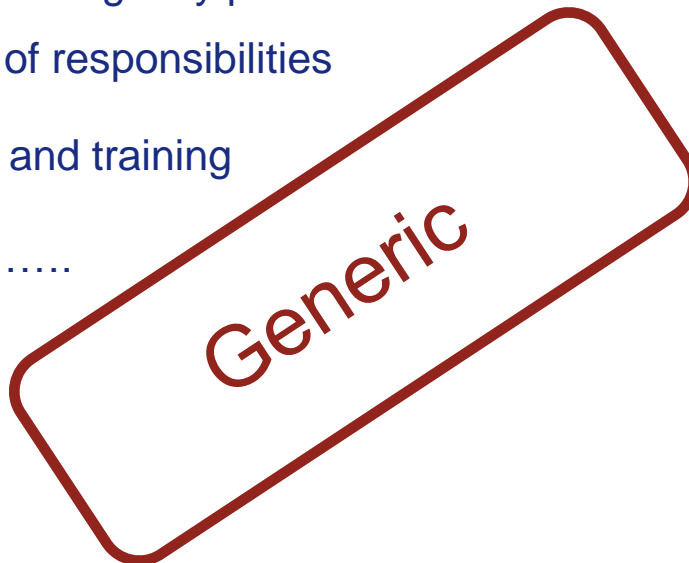 of responsibilities
and training
…..
Generic